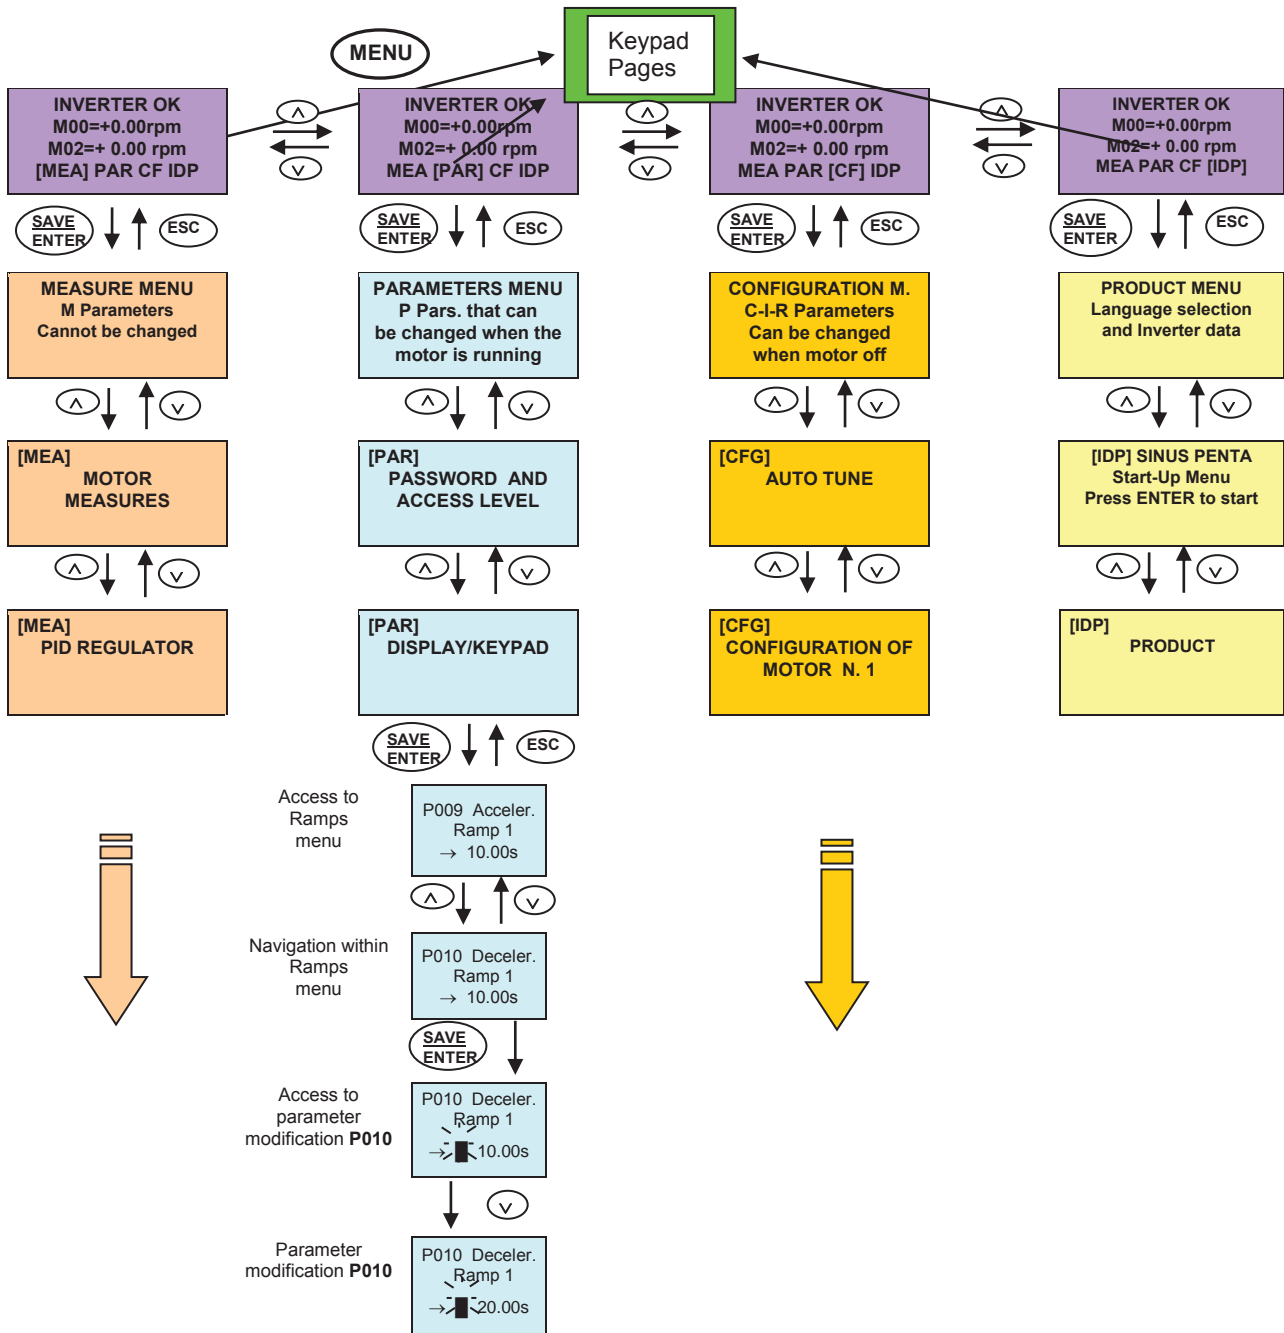 Keypad
Pages
MENU
INVERTER OK
M00=+0.00rpm
M02=+ 0.00 rpm
[MEA] PAR CF IDP
INVERTER OK
M00=+0.00rpm
M02=+ 0.00 rpm
MEA [PAR] CF IDP
INVERTER OK
M00=+0.00rpm
M02=+ 0.00 rpm
MEA PAR [CF] IDP
INVERTER OK
M00=+0.00rpm
M02=+ 0.00 rpm
MEA PAR CF [IDP]
SAVE
ENTER
ESC
SAVE
ENTER
ESC
SAVE
ENTER
ESC
SAVE
ENTER
ESC
MEASURE MENU
M Parameters
Cannot be changed
PARAMETERS MENU
P Pars. that can
be changed when the
motor is running
CONFIGURATION M.
C-I-R Parameters
Can be changed
when motor off
PRODUCT MENU
Language selection
and Inverter data
[MEA]
MOTOR
MEASURES
[PAR]
PASSWORD AND
ACCESS LEVEL
[CFG]
AUTO TUNE
[IDP] SINUS PENTA
Start-Up Menu
Press ENTER to start
[MEA]
PID REGULATOR
[PAR]
DISPLAY/KEYPAD
[CFG]
CONFIGURATION OF
MOTOR N. 1
[IDP]
PRODUCT
SAVE
ENTER
ESC
Access to
Ramps
menu
P009 Acceler.
Ramp 1
→ 10.00s
Navigation within
Ramps
menu
P010 Deceler.
Ramp 1
→ 10.00s
SAVE
ENTER
Access to
parameter
modification P010
P010 Deceler.
Ramp 1
→ 10.00s
Parameter
modification P010
P010 Deceler.
Ramp 1
→ 20.00s